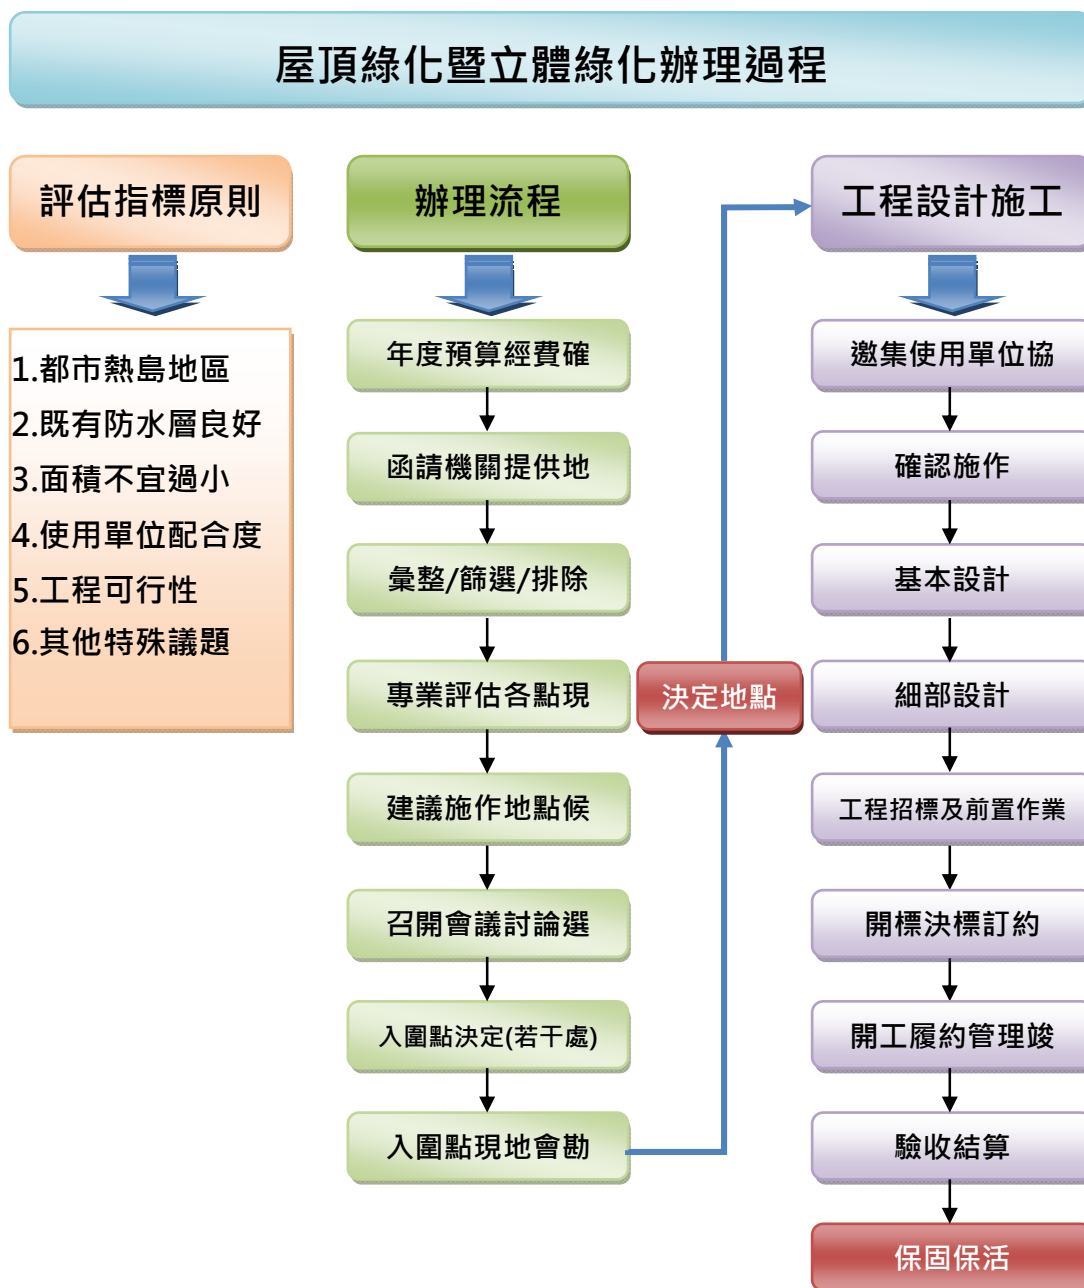 屋頂綠化暨立體綠化辦理過程
評估指標原則
1.都市熱島地區
2.既有防水層良好
3.面積不宜過小
4.使用單位配合度
5.工程可行性
6.其他特殊議題
辦理流程
年度預算經費確
函請機關提供地
彙整/篩選/排除
專業評估各點現
建議施作地點候
召開會議討論選
入圍點決定(若干處)
入圍點現地會勘
決定地點
工程設計施工
邀集使用單位協
確認施作
基本設計
細部設計
工程招標及前置作業
開標決標訂約
開工履約管理竣
驗收結算
保固保活